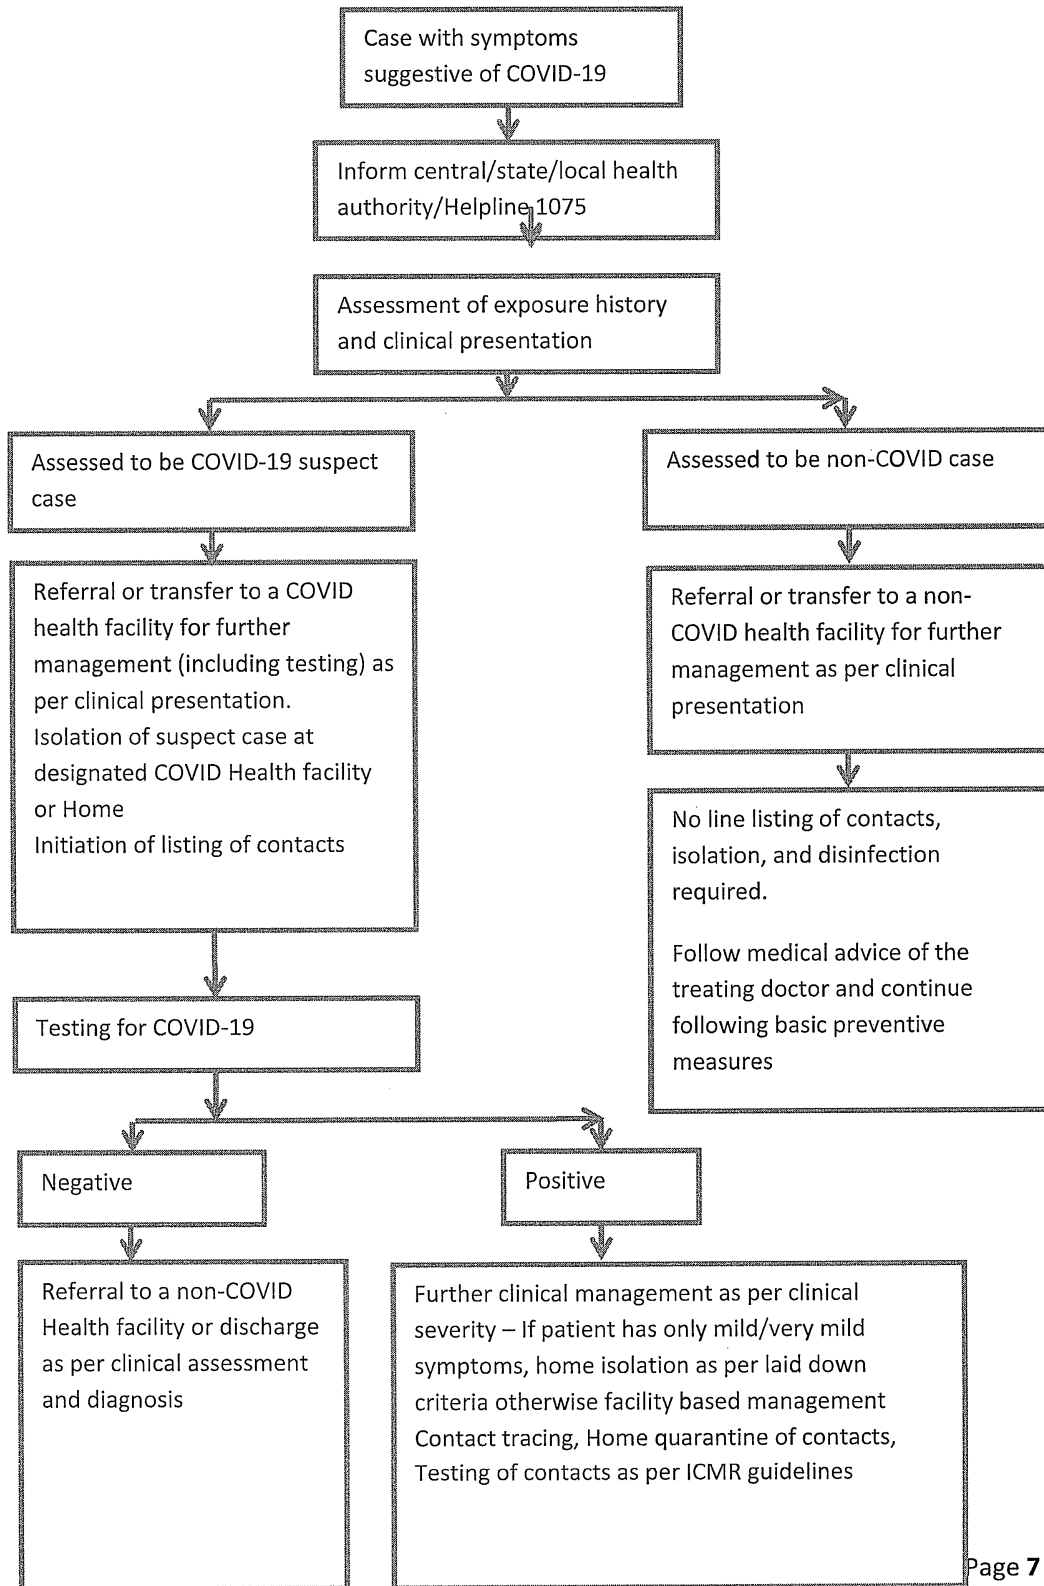 Case with symptoms
suggestive of COVID-19
Inform central/state/local health
authority/Helpline 1075
Assessment of exposure history
and clinical presentation
Assessed to be COVID-19 suspect
case
Assessed to be non-COVID case
Referral or transfer to a COVID
health facility for further
management (including testing) as
per clinical presentation.
Isolation of suspect case at
designated COVID Health facility
or Home
Initiation of listing of contacts
Referral or transfer to a non-
COVID health facility for further
management as per clinical
presentation
No line listing of contacts,
isolation, and disinfection
required.
Follow medical advice of the
treating doctor and continue
following basic preventive
measures
Testing for COVID-19
Negative
Positive
Referral to a non-COVID
Health facility or discharge
as per clinical assessment
and diagnosis
Further clinical management as per clinical
severity – If patient has only mild/very mild
symptoms, home isolation as per laid down
criteria otherwise facility based management
Contact tracing, Home quarantine of contacts,
Testing of contacts as per ICMR guidelines
Page 7